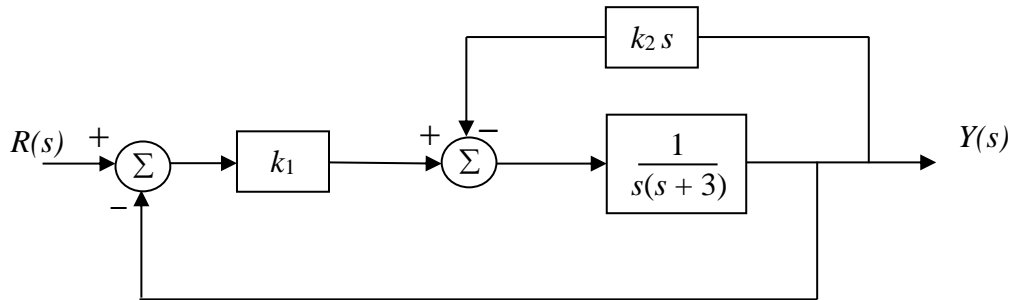 k₂ s
R(s)
+
Σ
−
k₁
+
−
Σ
1
s(s + 3)
Y(s)